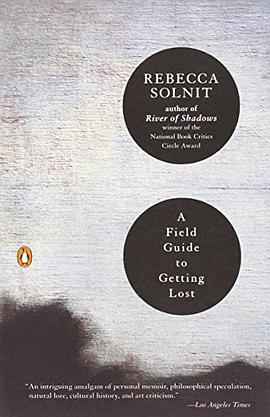 REBECCA
SOLNIT
author of
River of Shadows
winner of the
National Book Critics
Circle Award
A
Field
Guide
to
Getting
Lost
"An intriguing amalgam of personal memoir, philosophical speculation,
natural lore, cultural history, and art criticism."
—Los Angeles Times